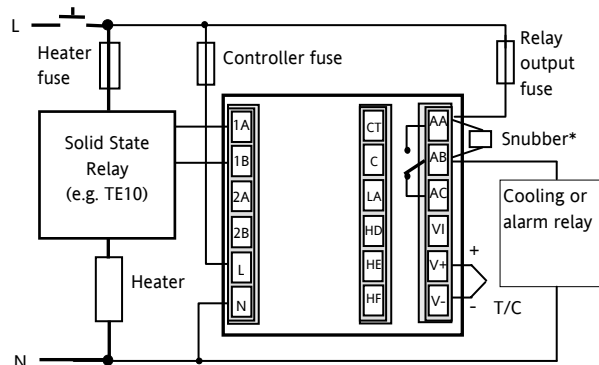 L
Heater
fuse
Controller fuse
Relay
output
fuse
Solid State
Relay
(e.g. TE10)
1A
1B
2A
2B
L
N
CT
C
LA
HD
HE
HF
AA
AB
AC
VI
V+
V-
Snubber*
Cooling or
alarm relay
+
-
T/C
Heater
N